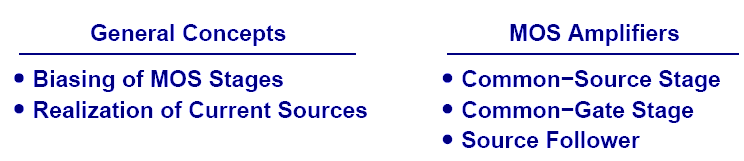 General Concepts
• Biasing of MOS Stages
• Realization of Current Sources
MOS Amplifiers
• Common−Source Stage
• Common−Gate Stage
• Source Follower